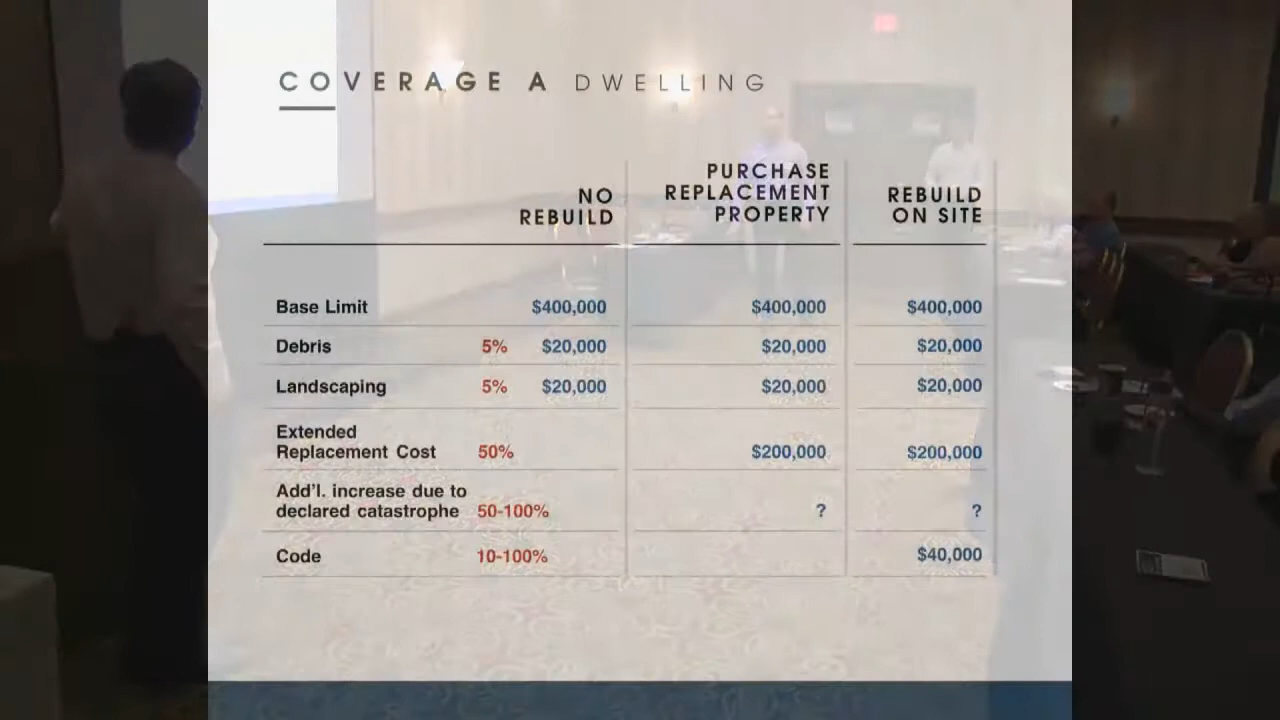 COVERAGE A DWELLING
NO
REBUILD
PURCHASE
REPLACEMENT
PROPERTY
REBUILD
ON SITE
Base Limit $400,000 $400,000 $400,000
Debris 5% $20,000 $20,000 $20,000
Landscaping 5% $20,000 $20,000 $20,000
Extended
Replacement Cost 50% $200,000 $200,000
Add'l. increase due to
declared catastrophe 50-100% ? ?
Code 10-100% $40,000